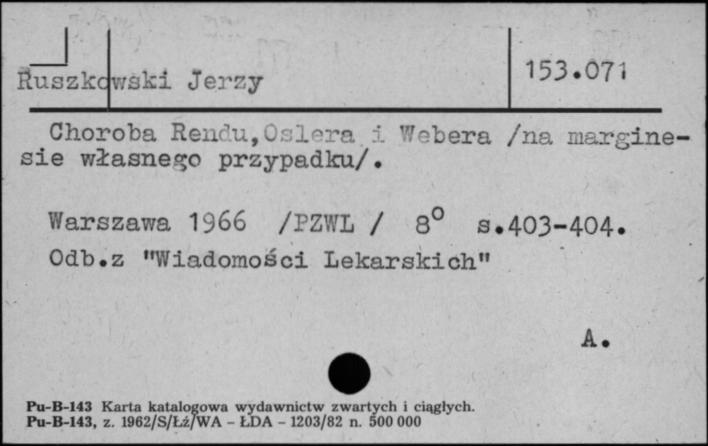 Ruszkowski Jerzy
153.071
Choroba Rendu,Oslera i Webera /na margine-
sie własnego przypadku/.
Warszawa 1966 /PZWL / 8° s.403-404.
Odb.z "Wiadomości Lekarskich"
A.
Pu-B-143 Karta katalogowa wydawnictw zwartych i ciągłych.
Pu-B-143, z. 1962/S/Łź/WA - ŁDA - 1203/82 n. 500 000